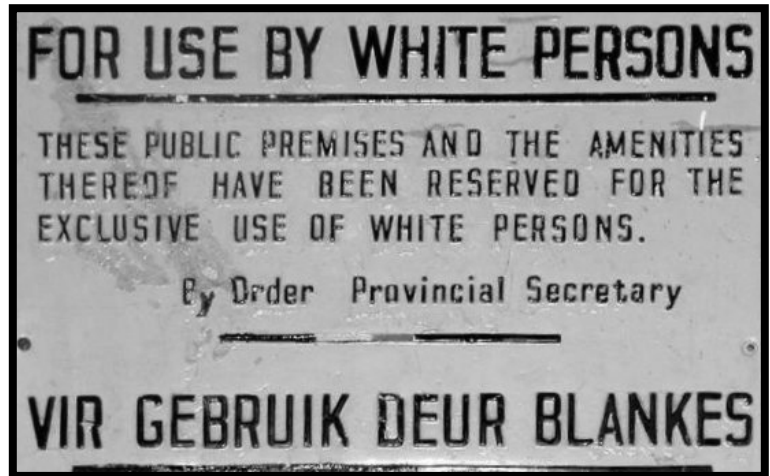 FOR USE BY WHITE PERSONS
THESE PUBLIC PREMISES AND THE AMENITIES
THEREOF HAVE BEEN RESERVED FOR THE
EXCLUSIVE USE OF WHITE PERSONS.
By Order Provincial Secretary
VIR GEBRUIK DEUR BLANKES